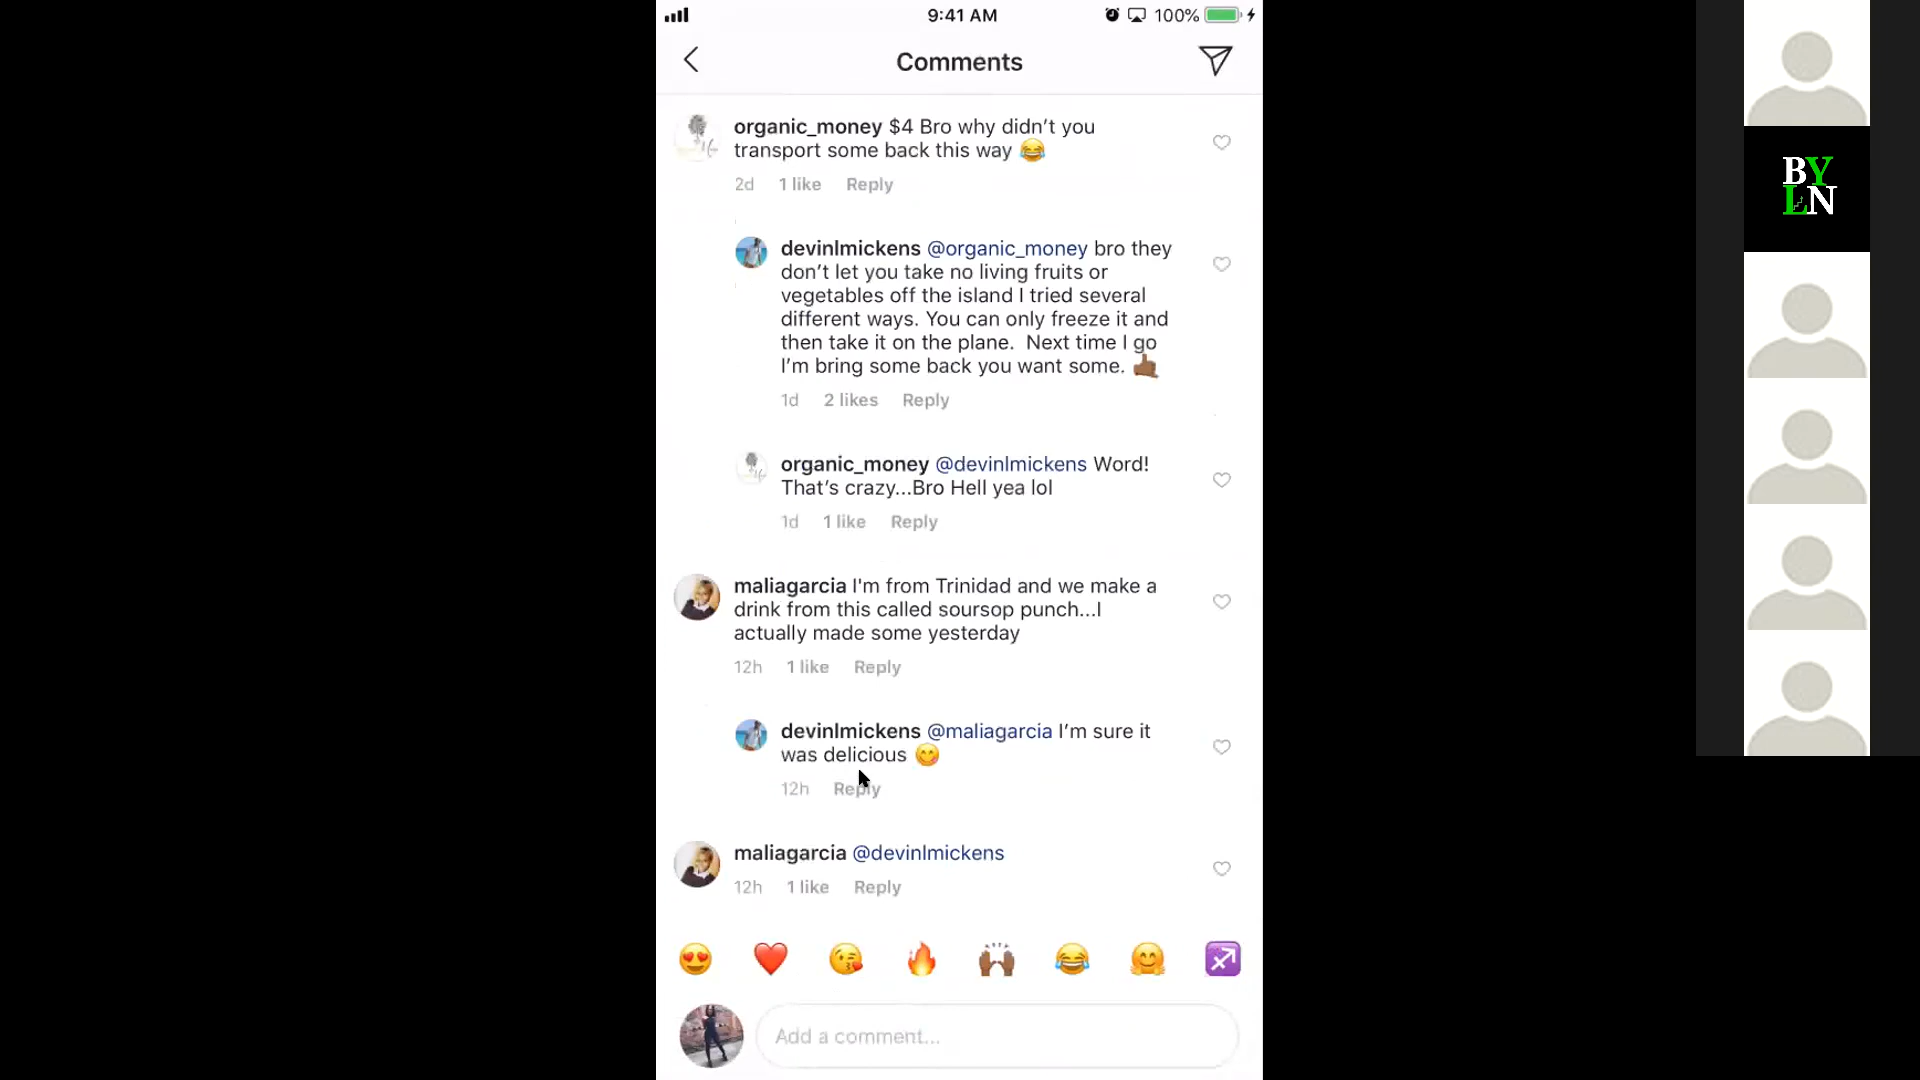 9:41 AM
100%
Comments
organic_money $4 Bro why didn’t you
transport some back this way 😂
2d 1 like Reply
devinlmickens @organic_money bro they
don’t let you take no living fruits or
vegetables off the island I tried several
different ways. You can only freeze it and
then take it on the plane. Next time I go
I’m bring some back you want some. 🤙🏾
1d 2 likes Reply
organic_money @devinlmickens Word!
That’s crazy...Bro Hell yea lol
1d 1 like Reply
maliagarcia I'm from Trinidad and we make a
drink from this called soursop punch...I
actually made some yesterday
12h 1 like Reply
devinlmickens @maliagarcia I’m sure it
was delicious 😋
12h Reply
maliagarcia @devinlmickens
12h 1 like Reply
Add a comment...
BY
LN